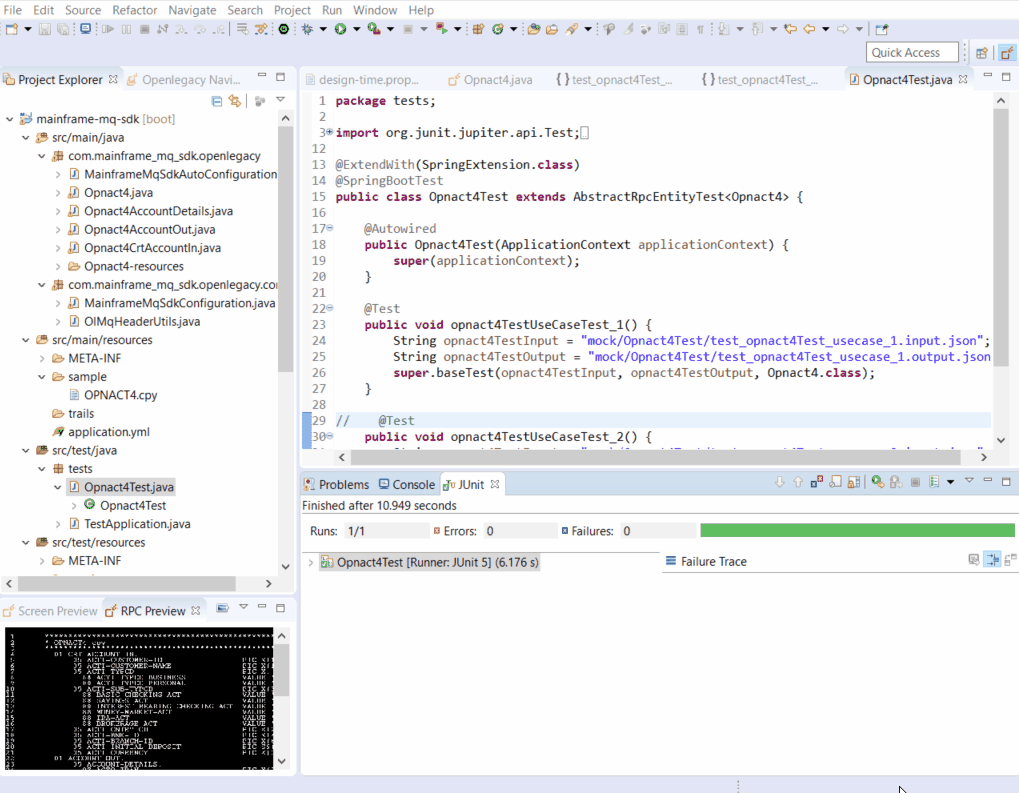 File Edit Source Refactor Navigate Search Project Run Window Help
Quick Access
Project Explorer
Openlegacy Navi...
mainframe-mq-sdk [boot]
src/main/java
com.mainframe_mq_sdk.openlegacy
MainframeMqSdkAutoConfiguration
Opnact4.java
Opnact4AccountDetails.java
Opnact4AccountOut.java
Opnact4CrtAccountIn.java
Opnact4-resources
com.mainframe_mq_sdk.openlegacy.co
MainframeMqSdkConfiguration.java
OlMqHeaderUtils.java
src/main/resources
META-INF
sample
OPNACT4.cpy
trails
application.yml
src/test/java
tests
Opnact4Test.java
Opnact4Test
TestApplication.java
src/test/resources
META-INF
design-time.prop...
Opnact4.java
{} test_opnact4Test_...
{} test_opnact4Test_...
Opnact4Test.java
1 package tests;
2
3 import org.junit.jupiter.api.Test;
12
13 @ExtendWith(SpringExtension.class)
14 @SpringBootTest
15 public class Opnact4Test extends AbstractRpcEntityTest<Opnact4> {
16
17 @Autowired
18 public Opnact4Test(ApplicationContext applicationContext) {
19 super(applicationContext);
20 }
21
22 @Test
23 public void opnact4TestUseCaseTest_1() {
24 String opnact4TestInput = "mock/Opnact4Test/test_opnact4Test_usecase_1.input.json";
25 String opnact4TestOutput = "mock/Opnact4Test/test_opnact4Test_usecase_1.output.json
26 super.baseTest(opnact4TestInput, opnact4TestOutput, Opnact4.class);
27 }
28
29 // @Test
30 public void opnact4TestUseCaseTest_2() {
Problems
Console
JUnit
Finished after 10.949 seconds
Runs: 1/1
Errors: 0
Failures: 0
Opnact4Test [Runner: JUnit 5] (6.176 s)
Failure Trace
Screen Preview
RPC Preview